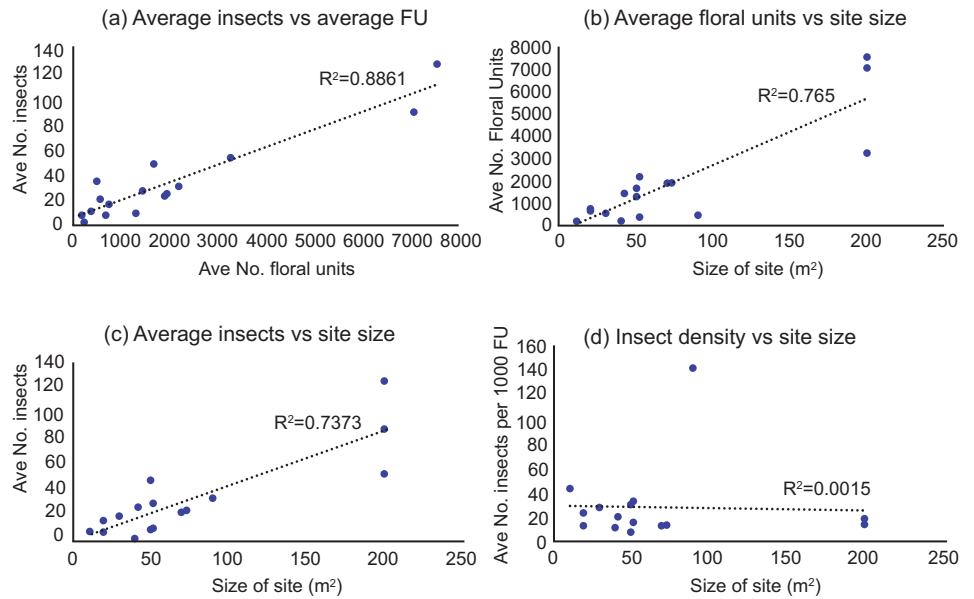 (a) Average insects vs average FU
140
120
100
80
60
40
20
0
Ave No. insects
R²=0.8861
0 1000 2000 3000 4000 5000 6000 7000 8000
Ave No. floral units
(b) Average floral units vs site size
8000
7000
6000
5000
4000
3000
2000
1000
0
Ave No. Floral Units
R²=0.765
0 50 100 150 200 250
Size of site (m²)
(c) Average insects vs site size
140
120
100
80
60
40
20
0
Ave No. insects
R²=0.7373
0 50 100 150 200 250
Size of site (m²)
(d) Insect density vs site size
160
140
120
100
80
60
40
20
0
Ave No. insects per 1000 FU
R²=0.0015
0 50 100 150 200 250
Size of site (m²)